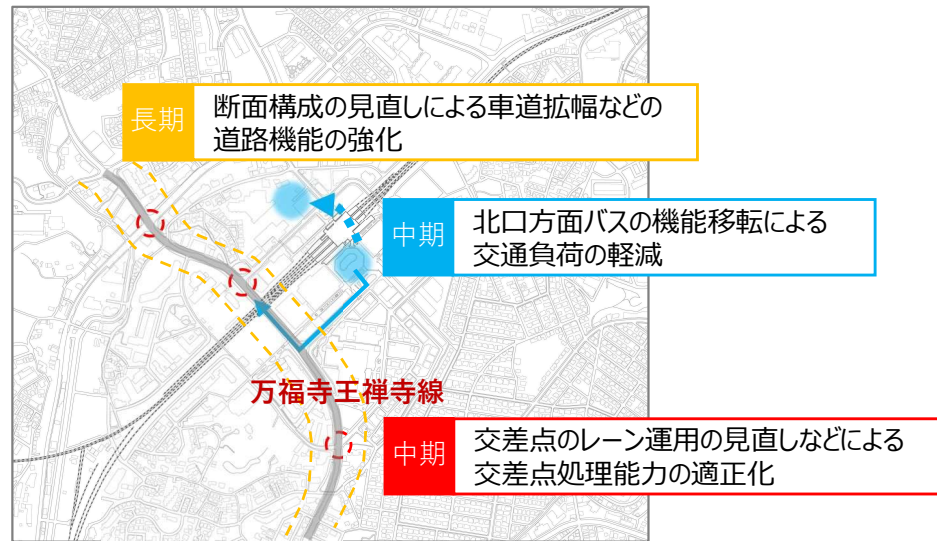 長期
断面構成の見直しによる車道拡幅などの
道路機能の強化
中期
北口方面バスの機能移転による
交通負荷の軽減
万福寺王禅寺線
中期
交差点のレーン運用の見直しなどによる
交差点処理能力の適正化